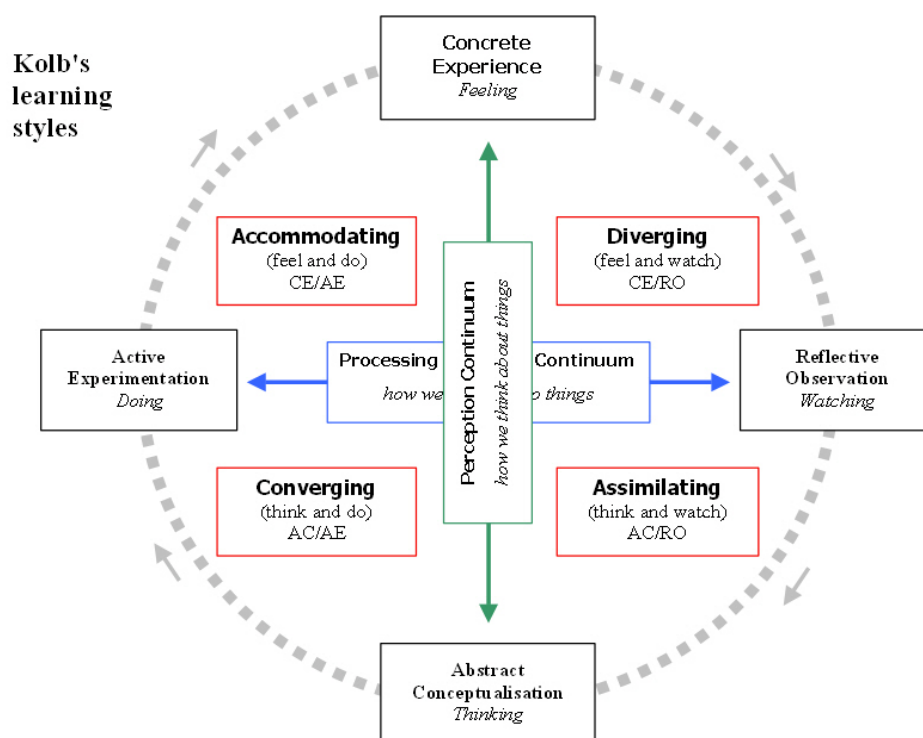 Kolb's
learning
styles
Concrete
Experience
Feeling
Accommodating
(feel and do)
CE/AE
Diverging
(feel and watch)
CE/RO
Active
Experimentation
Doing
Processing Continuum
how we things
Perception Continuum
how we think about things
Reflective
Observation
Watching
Converging
(think and do)
AC/AE
Assimilating
(think and watch)
AC/RO
Abstract
Conceptualisation
Thinking